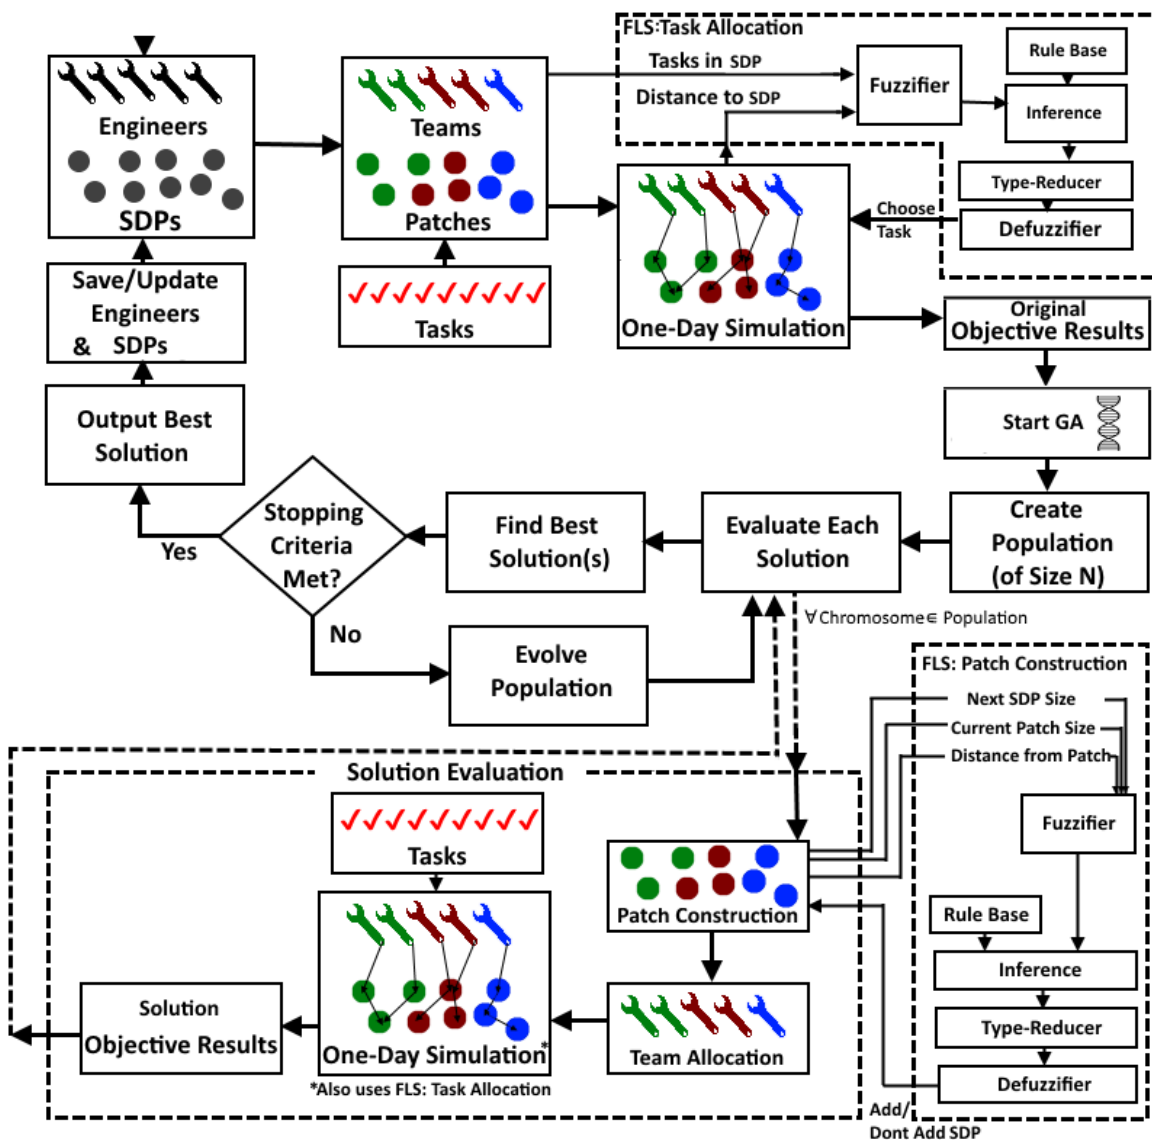 FLS:Task Allocation
Tasks in SDP
Distance to SDP
Fuzzifier
Rule Base
Inference
Type-Reducer
Defuzzifier
Choose
Task
Engineers
SDPs
Teams
Patches
Tasks
One-Day Simulation
Save/Update
Engineers
& SDPs
Original
Objective Results
Output Best
Solution
Start GA
Stopping
Criteria
Met?
Yes
No
Find Best
Solution(s)
Evaluate Each
Solution
Create
Population
(of Size N)
∀ Chromosome∈ Population
Evolve
Population
FLS: Patch Construction
Next SDP Size
Current Patch Size
Distance from Patch
Fuzzifier
Rule Base
Inference
Type-Reducer
Defuzzifier
Add/
Dont Add SDP
Solution Evaluation
Tasks
Patch Construction
Team Allocation
One-Day Simulation*
*Also uses FLS: Task Allocation
Solution
Objective Results